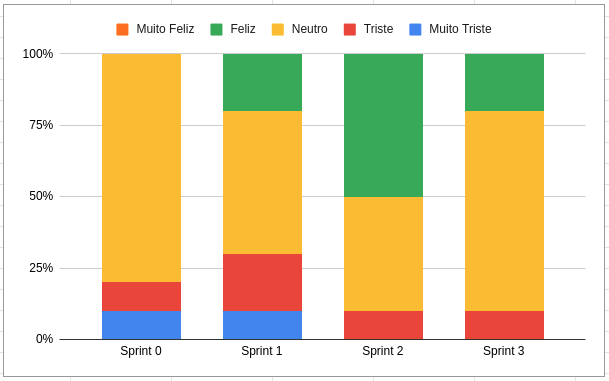 Muito Feliz Feliz Neutro Triste Muito Triste
100%
75%
50%
25%
0%
Sprint 0 Sprint 1 Sprint 2 Sprint 3